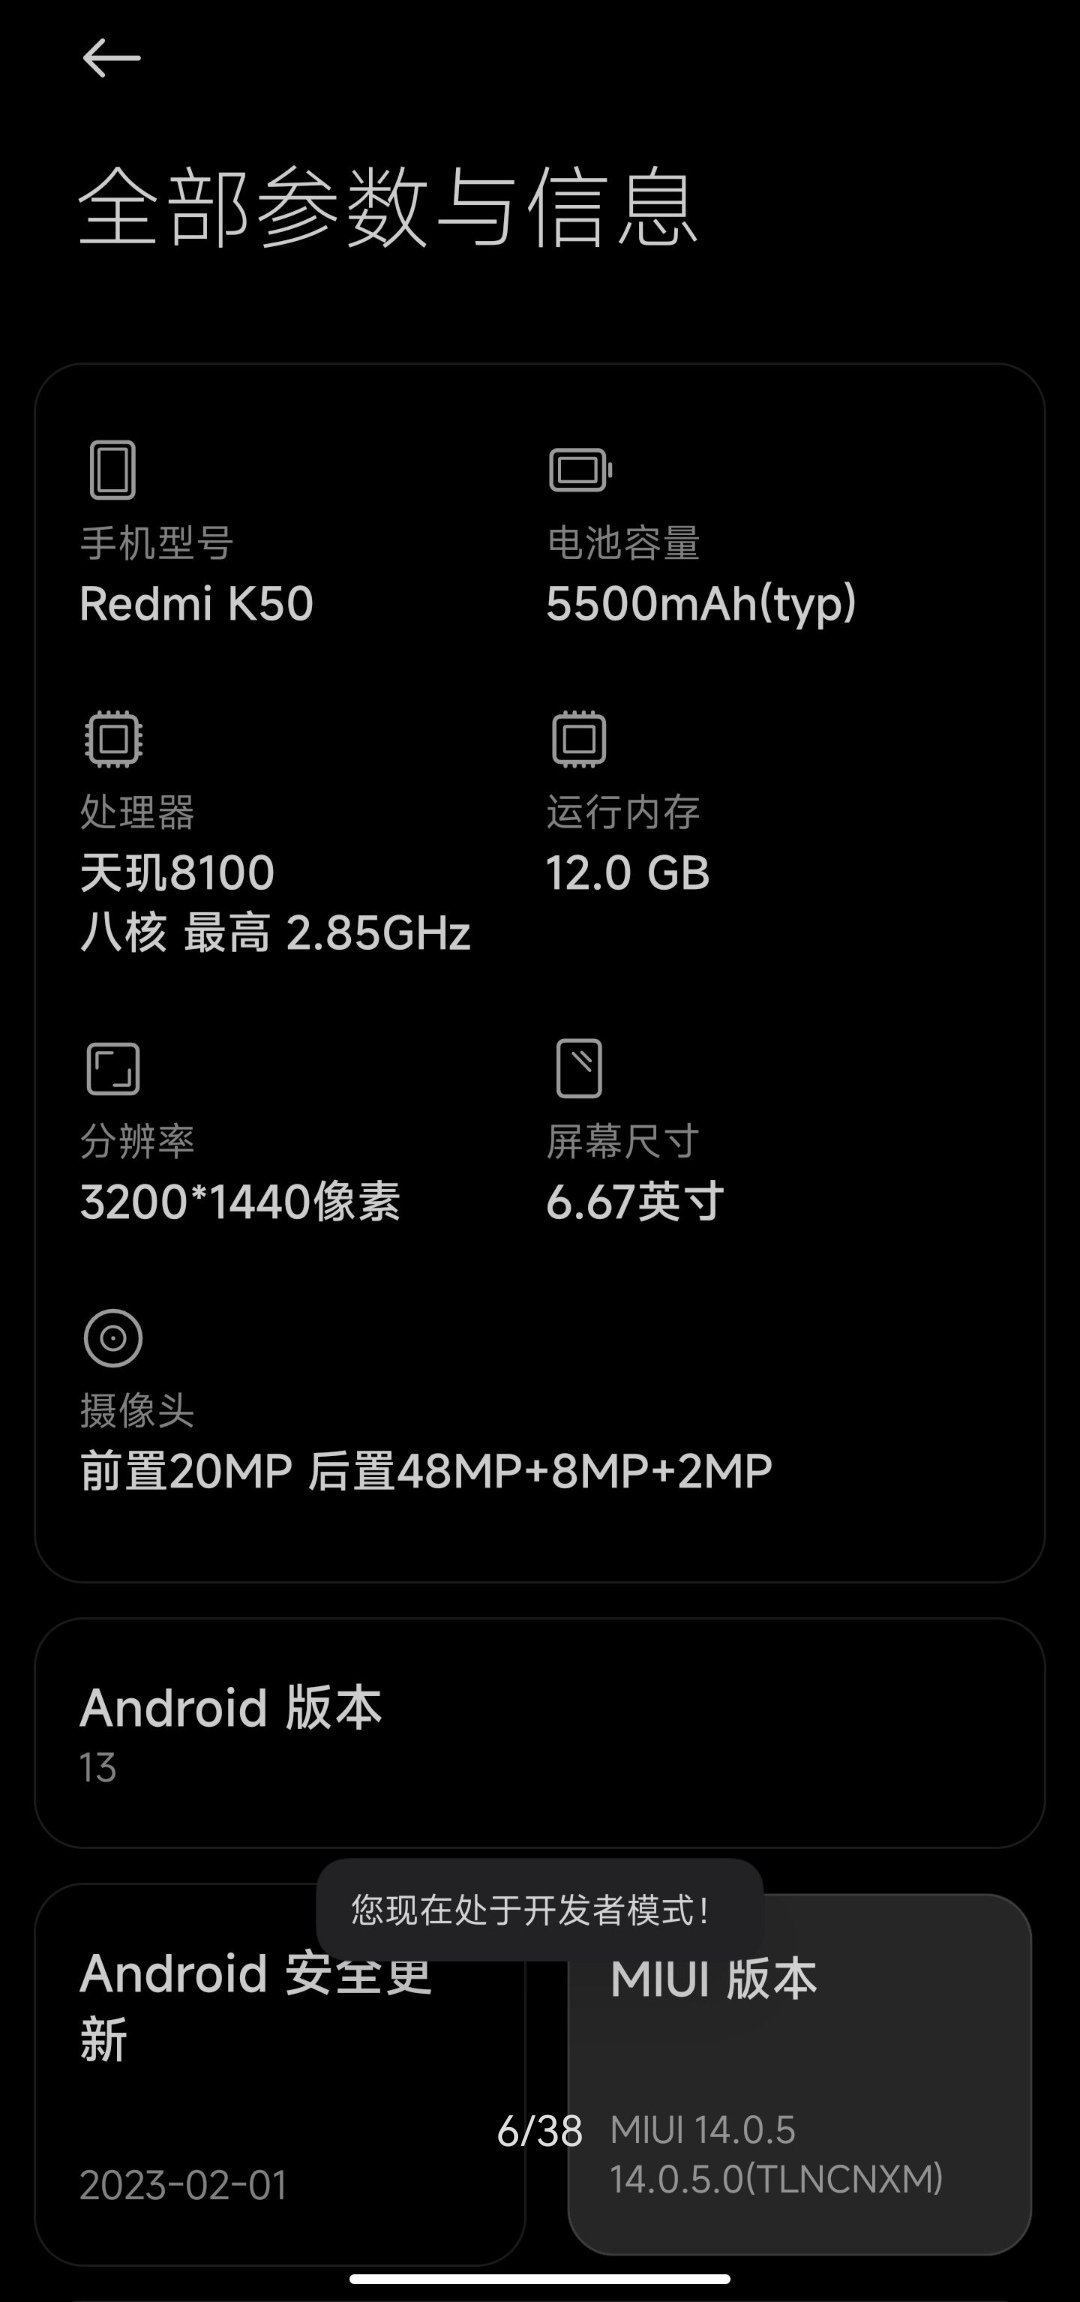 全部参数与信息
手机型号
Redmi K50
电池容量
5500mAh(typ)
处理器
天玑8100
八核 最高 2.85GHz
运行内存
12.0 GB
分辨率
3200*1440像素
屏幕尺寸
6.67英寸
摄像头
前置20MP 后置48MP+8MP+2MP
Android 版本
13
您现在处于开发者模式!
Android 安全更
新
2023-02-01
MIUI 版本
MIUI 14.0.5
14.0.5.0(TLNCNXM)
6/38